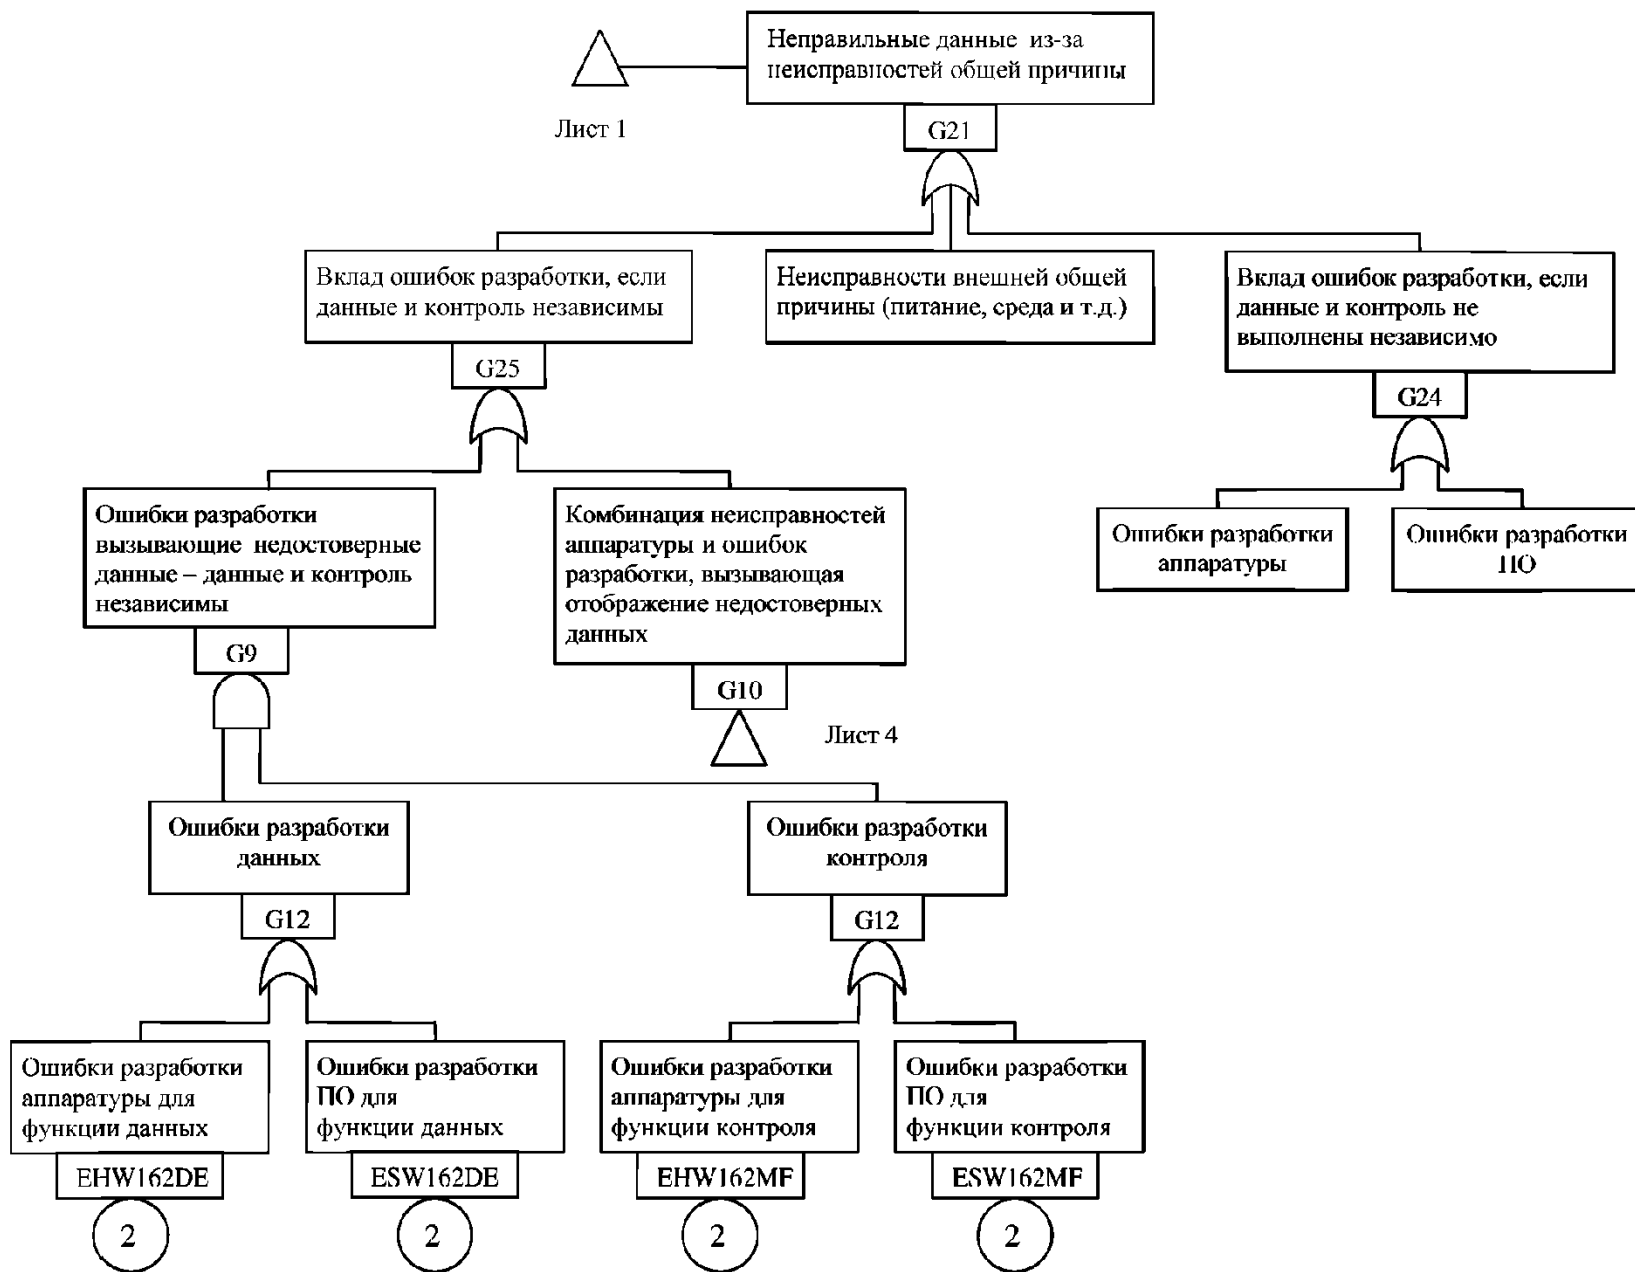 Неправильные данные из-за
неисправностей общей причины
Лист 1
G21
Вклад ошибок разработки, если
данные и контроль независимы
G25
Неисправности внешней общей
причины (питание, среда и т.д.)
Вклад ошибок разработки, если
данные и контроль не
выполнены независимо
G24
Ошибки разработки
вызывающие недостоверные
данные – данные и контроль
независимы
G9
Комбинация неисправностей
аппаратуры и ошибок
разработки, вызывающая
отображение недостоверных
данных
G10
Лист 4
Ошибки разработки
аппаратуры
Ошибки разработки
ПО
Ошибки разработки
данных
G12
Ошибки разработки
контроля
G12
Ошибки разработки
аппаратуры для
функции данных
EHW162DE
2
Ошибки разработки
ПО для
функции данных
ESW162DE
2
Ошибки разработки
аппаратуры для
функции контроля
EHW162MF
2
Ошибки разработки
ПО для
функции контроля
ESW162MF
2